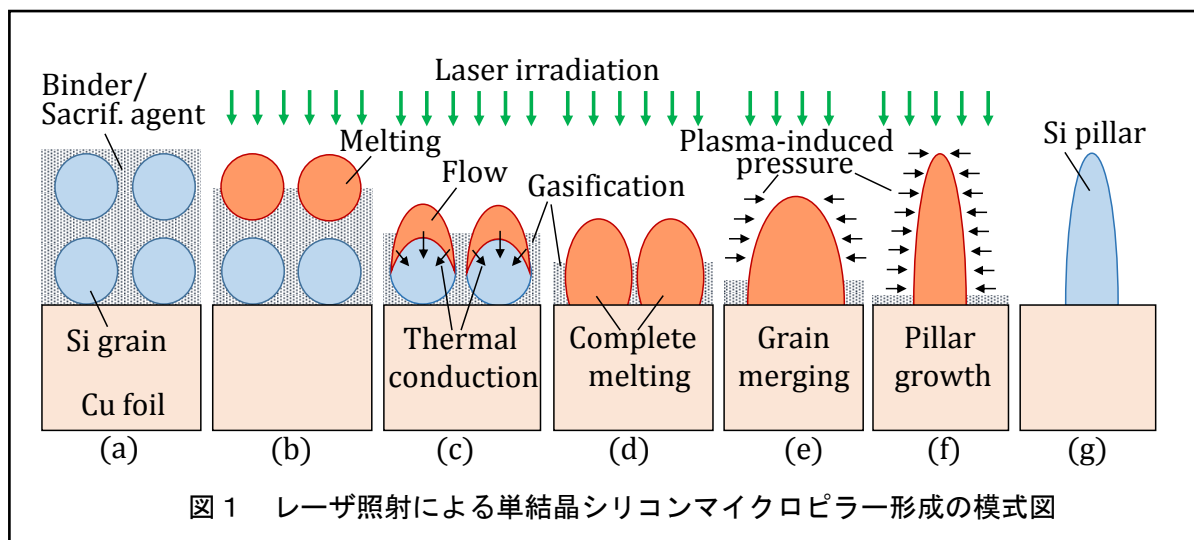 Laser irradiation
Binder/
Sacrif. agent
Melting
Flow
Gasification
Plasma-induced
pressure
Si pillar
Si grain
Cu foil
Thermal
conduction
Complete
melting
Grain
merging
Pillar
growth
(a) (b) (c) (d) (e) (f) (g)
図1 レーザ照射による単結晶シリコンマイクロピラー形成の模式図